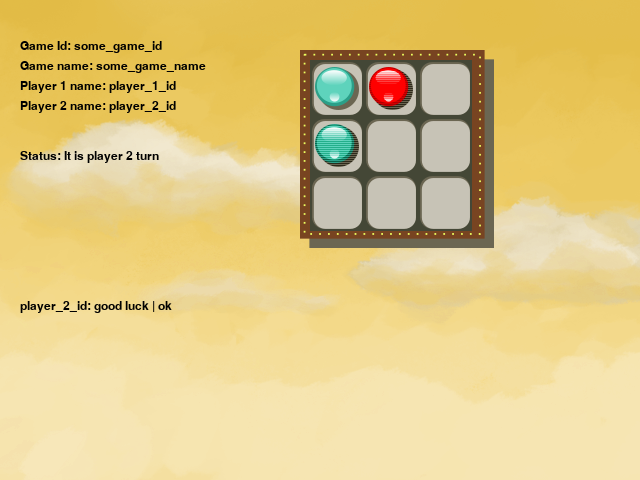 Game Id: some_game_id
Game name: some_game_name
Player 1 name: player_1_id
Player 2 name: player_2_id
Status: It is player 2 turn
player_2_id: good luck | ok